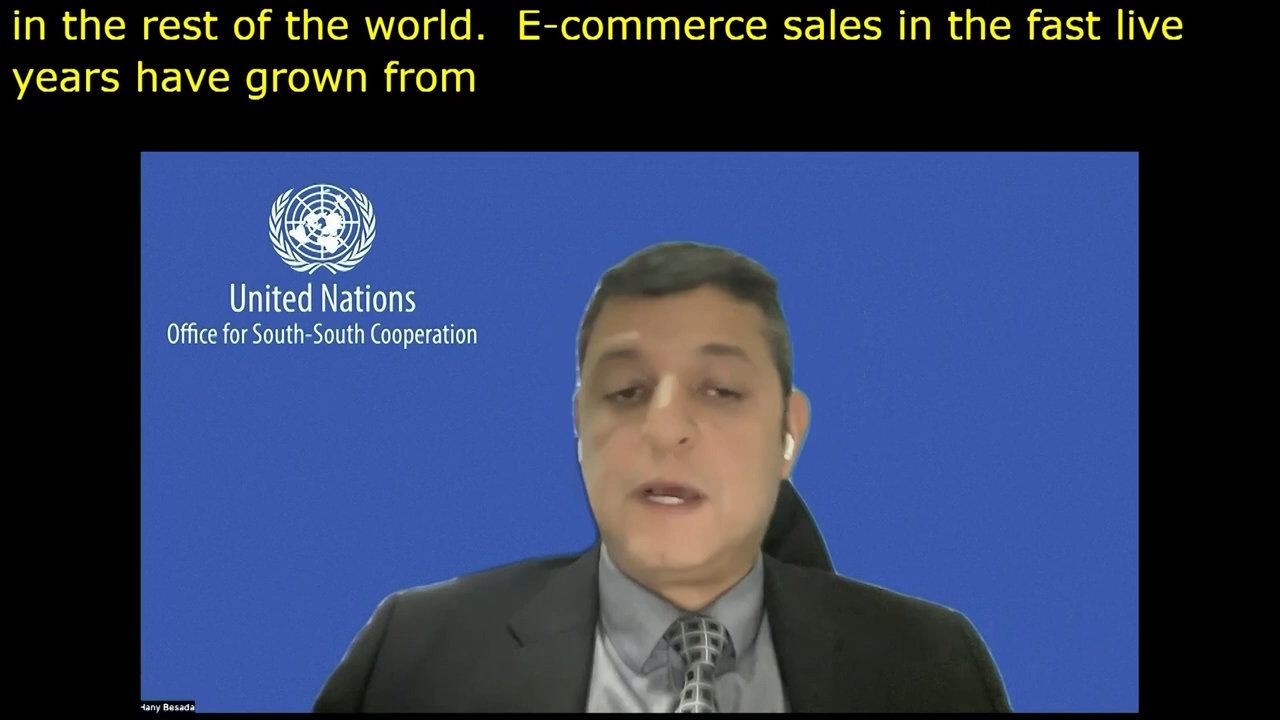 in the rest of the world.  E-commerce sales in the fast live
years have grown from
United Nations
Office for South-South Cooperation
Hany Besada